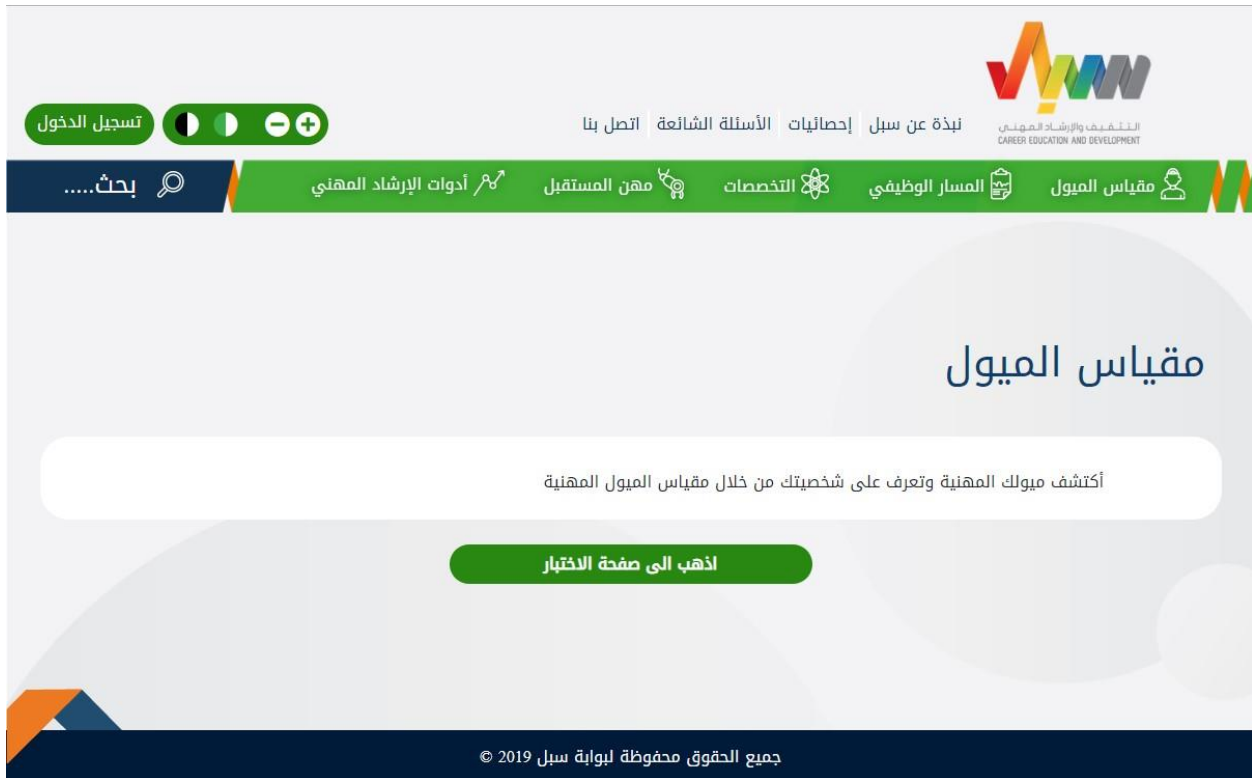 سبل
التثقيف والإرشاد المهني
CAREER EDUCATION AND DEVELOPMENT
نبذة عن سبل إحصائيات الأسئلة الشائعة اتصل بنا
تسجيل الدخول
مقياس الميول المسار الوظيفي التخصصات مهن المستقبل أدوات الإرشاد المهني بحث.....
مقياس الميول
أكتشف ميولك المهنية وتعرف على شخصيتك من خلال مقياس الميول المهنية
اذهب الى صفحة الاختبار
جميع الحقوق محفوظة لبوابة سبل 2019 ©